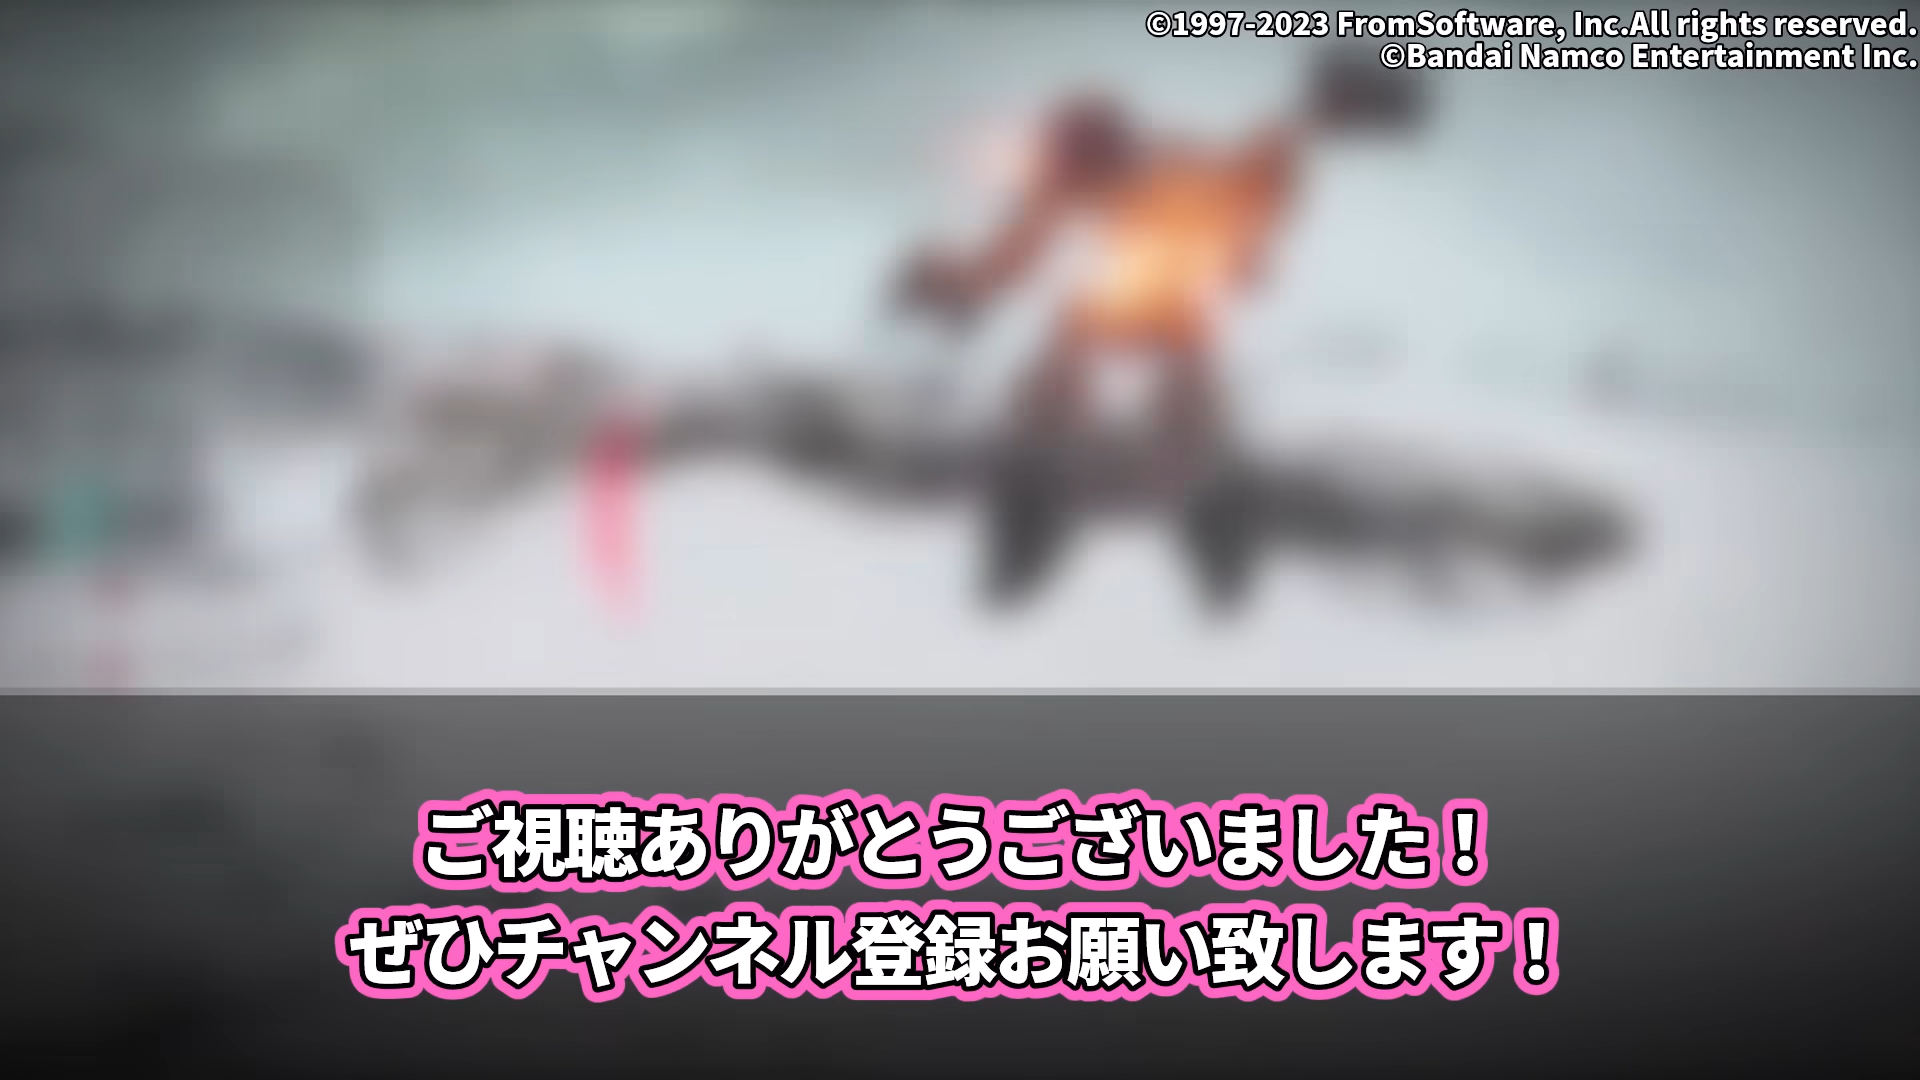 ©1997-2023 FromSoftware, Inc.All rights reserved.
©Bandai Namco Entertainment Inc.
ご視聴ありがとうございました！
ぜひチャンネル登録お願い致します！